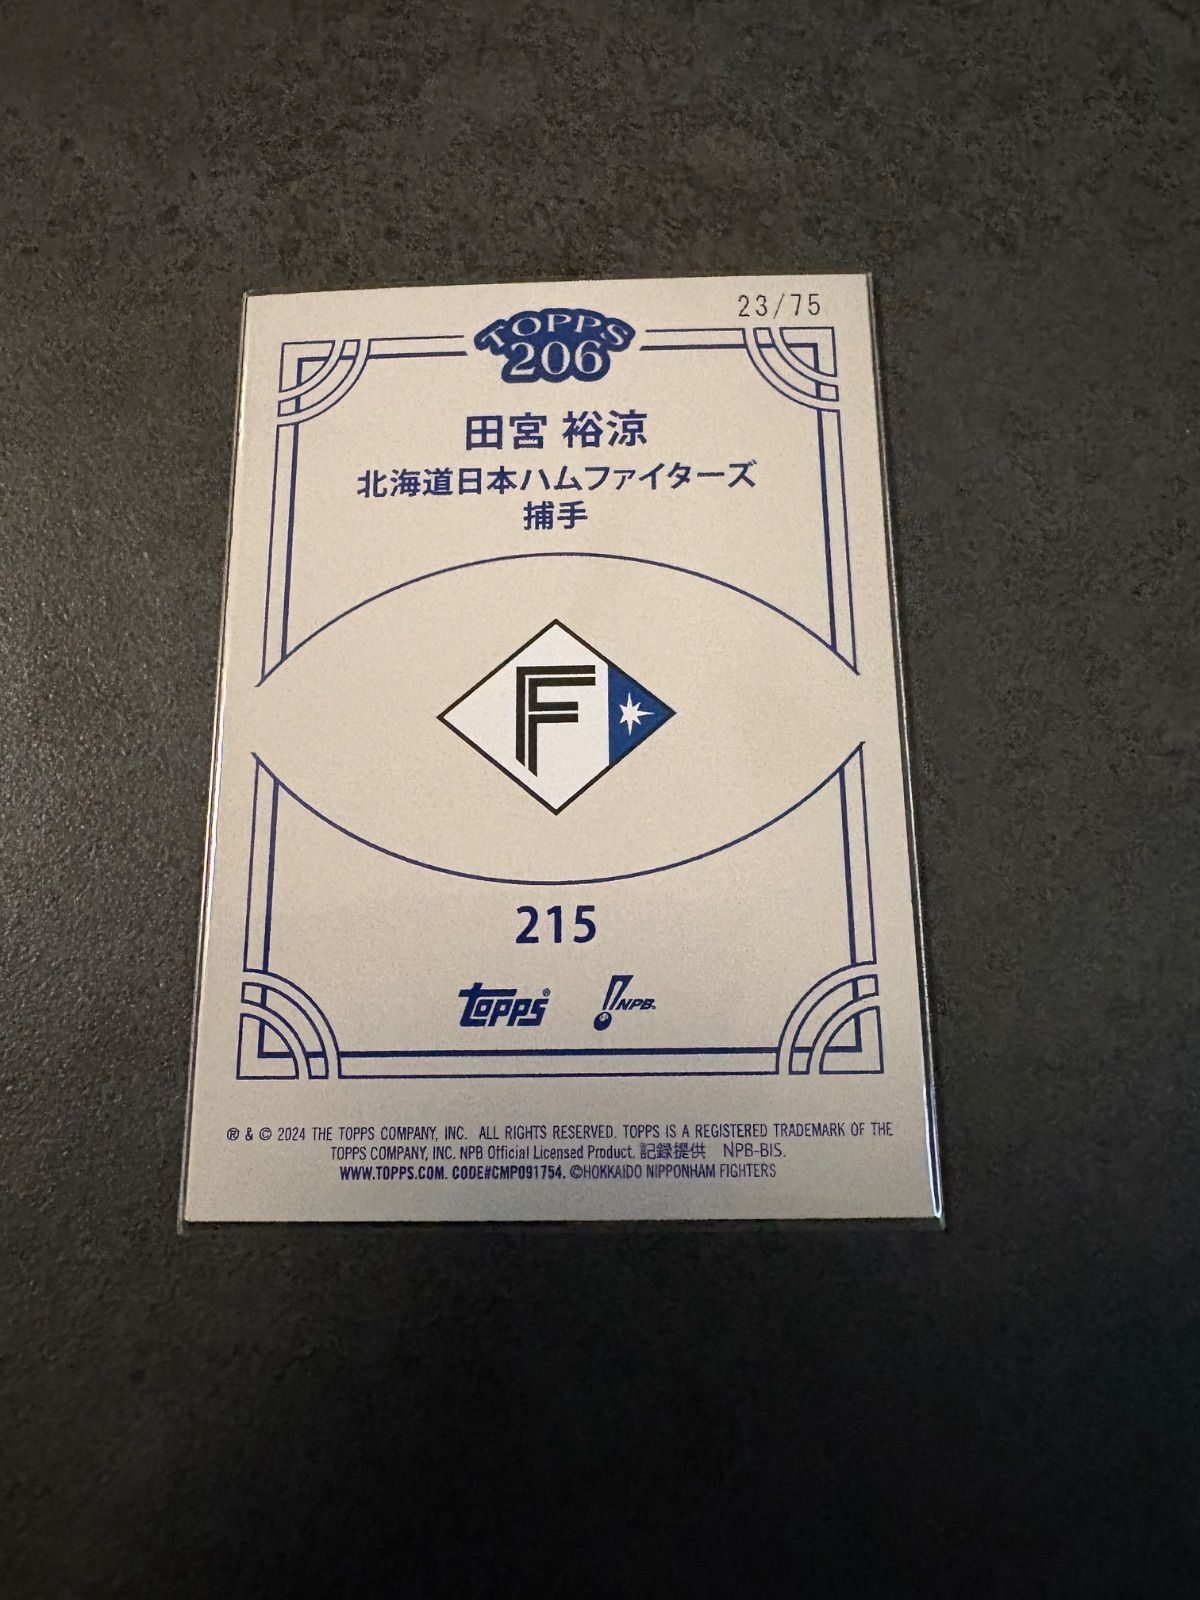 23/75
TOPPS
206
田宮 裕涼
北海道日本ハムファイターズ
捕手
F
215
topps® NPB.
® & © 2024 THE TOPPS COMPANY, INC. ALL RIGHTS RESERVED. TOPPS IS A REGISTERED TRADEMARK OF THE
TOPPS COMPANY, INC. NPB Official Licensed Product. 記録提供 NPB-BIS.
WWW.TOPPS.COM. CODE#CMP091754. ©HOKKAIDO NIPPONHAM FIGHTERS